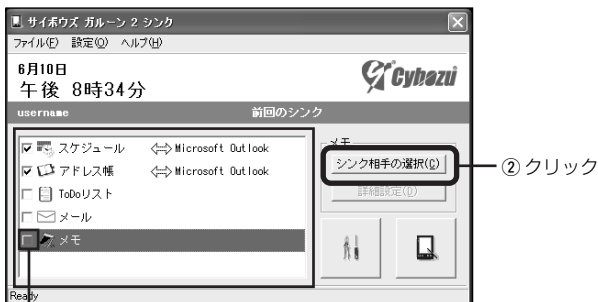 サイボウズ ガルーン 2 シンク
ファイル(F) 設定(O) ヘルプ(H)
6月10日
午後 8時34分
Cybozu
username 前回のシンク
スケジュール ⇔ Microsoft Outlook
アドレス帳 ⇔ Microsoft Outlook
ToDoリスト
メール
メモ
メモ
シンク相手の選択(C)
詳細設定(D)
② クリック
Ready